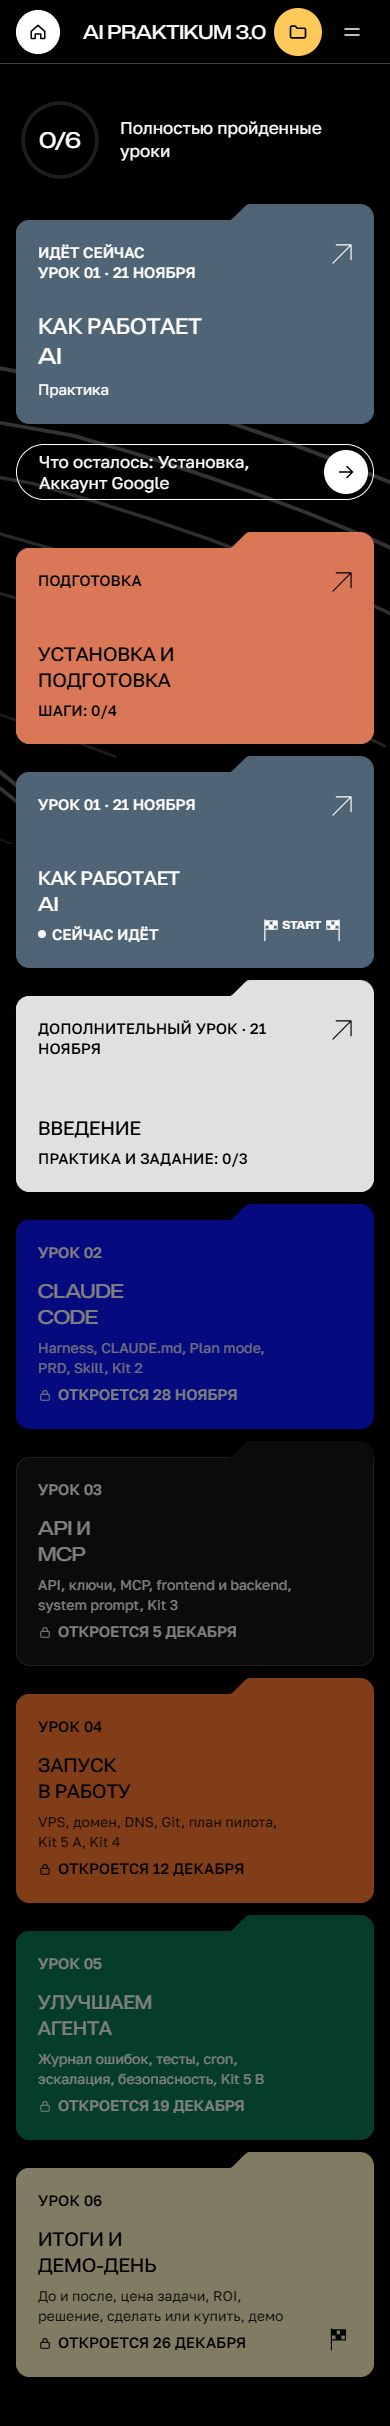 AI PRAKTIKUM 3.0
0/6
Полностью пройденные
уроки
ИДЁТ СЕЙЧАС
УРОК 01 · 21 НОЯБРЯ
КАК РАБОТАЕТ
AI
Практика
Что осталось: Установка,
Аккаунт Google
ПОДГОТОВКА
УСТАНОВКА И
ПОДГОТОВКА
ШАГИ: 0/4
УРОК 01 · 21 НОЯБРЯ
КАК РАБОТАЕТ
AI
СЕЙЧАС ИДЁТ
START
ДОПОЛНИТЕЛЬНЫЙ УРОК · 21
НОЯБРЯ
ВВЕДЕНИЕ
ПРАКТИКА И ЗАДАНИЕ: 0/3
УРОК 02
CLAUDE
CODE
Harness, CLAUDE.md, Plan mode,
PRD, Skill, Kit 2
ОТКРОЕТСЯ 28 НОЯБРЯ
УРОК 03
API И
MCP
API, ключи, MCP, frontend и backend,
system prompt, Kit 3
ОТКРОЕТСЯ 5 ДЕКАБРЯ
УРОК 04
ЗАПУСК
В РАБОТУ
VPS, домен, DNS, Git, план пилота,
Kit 5 A, Kit 4
ОТКРОЕТСЯ 12 ДЕКАБРЯ
УРОК 05
УЛУЧШАЕМ
АГЕНТА
Журнал ошибок, тесты, cron,
эскалация, безопасность, Kit 5 B
ОТКРОЕТСЯ 19 ДЕКАБРЯ
УРОК 06
ИТОГИ И
ДЕМО-ДЕНЬ
До и после, цена задачи, ROI,
решение, сделать или купить, демо
ОТКРОЕТСЯ 26 ДЕКАБРЯ